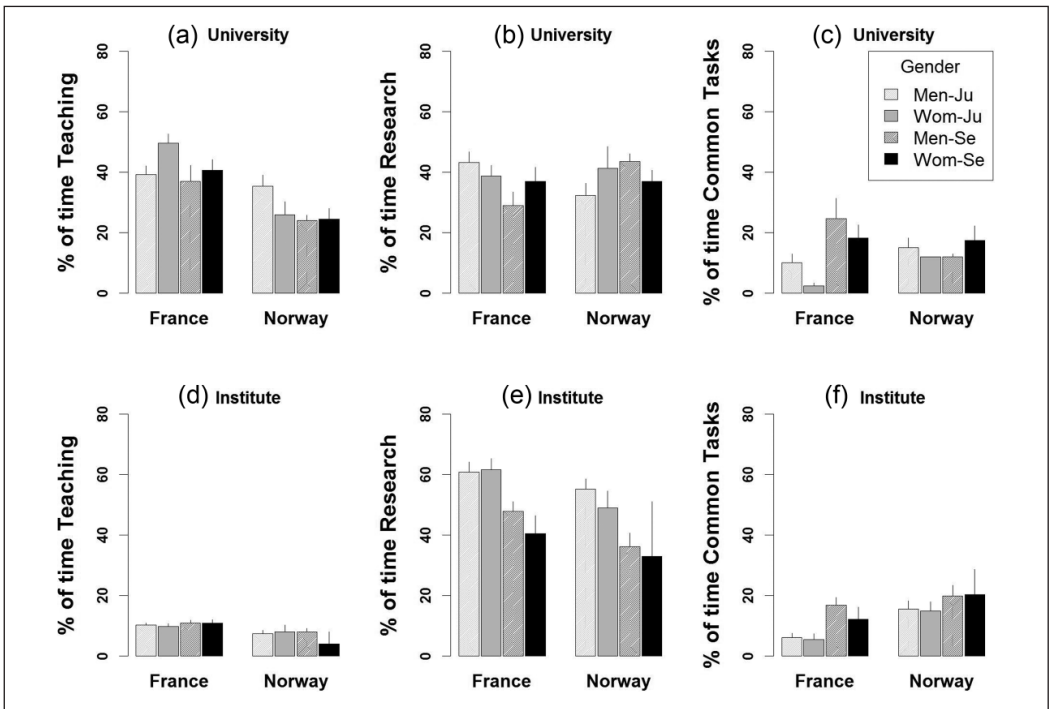 (a) University
% of time Teaching
80
60
40
20
0
France Norway
(b) University
% of time Research
80
60
40
20
0
France Norway
(c) University
% of time Common Tasks
80
60
40
20
0
Gender
Men-Ju
Wom-Ju
Men-Se
Wom-Se
France Norway
(d) Institute
% of time Teaching
80
60
40
20
0
France Norway
(e) Institute
% of time Research
80
60
40
20
0
France Norway
(f) Institute
% of time Common Tasks
80
60
40
20
0
France Norway